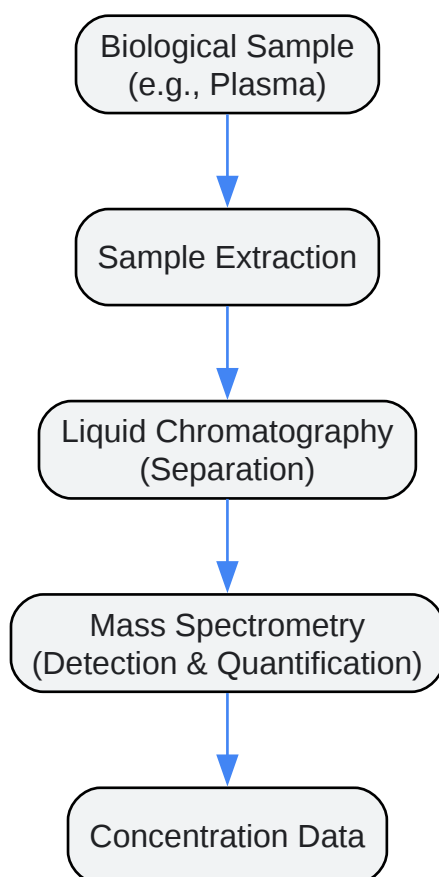 Biological Sample
(e.g., Plasma)
Sample Extraction
Liquid Chromatography
(Separation)
Mass Spectrometry
(Detection & Quantification)
Concentration Data